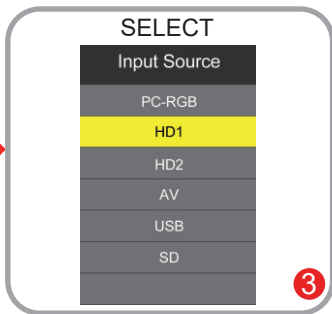 SELECT
Input Source
PC-RGB
HD1
HD2
AV
USB
SD
3